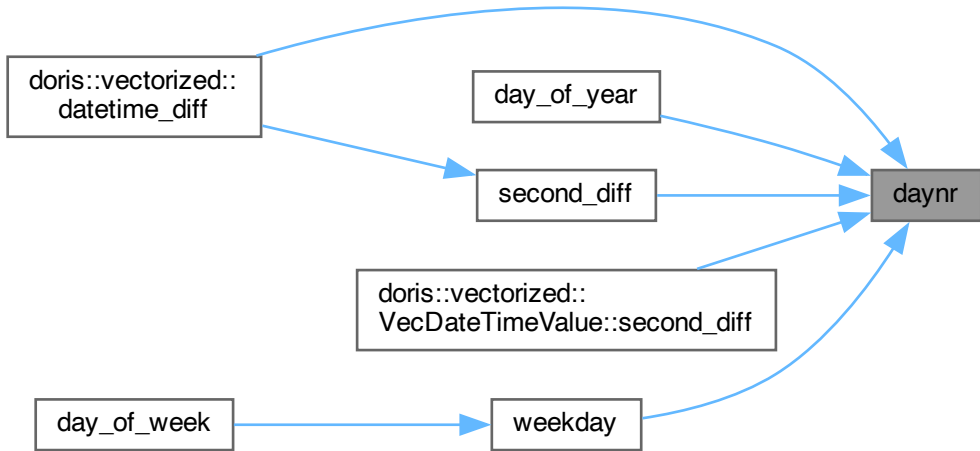 doris::vectorized::
datetime_diff
day_of_year
second_diff
daynr
doris::vectorized::
VecDateTimeValue::second_diff
day_of_week
weekday